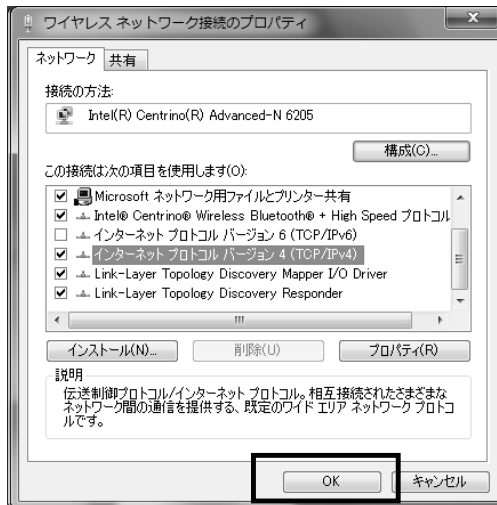 ワイヤレス ネットワーク接続のプロパティ
ネットワーク 共有
接続の方法:
Intel(R) Centrino(R) Advanced-N 6205
構成(C)...
この接続は次の項目を使用します(O):
Microsoft ネットワーク用ファイルとプリンター共有
Intel® Centrino® Wireless Bluetooth® + High Speed プロトコル
インターネット プロトコル バージョン 6 (TCP/IPv6)
インターネット プロトコル バージョン 4 (TCP/IPv4)
Link-Layer Topology Discovery Mapper I/O Driver
Link-Layer Topology Discovery Responder
インストール(N)... 削除(U) プロパティ(R)
説明
伝送制御プロトコル/インターネット プロトコル。相互接続されたさまざまな
ネットワーク間の通信を提供する、既定のワイド エリア ネットワーク プロトコ
ルです。
OK キャンセル